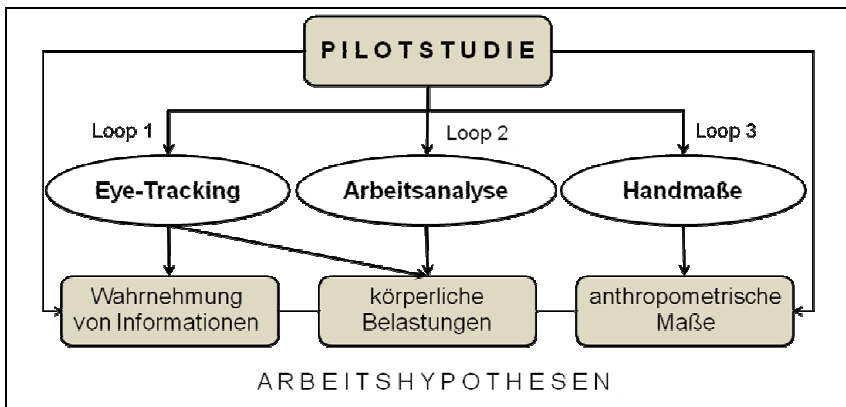 PILOTSTUDIE
Loop 1
Loop 2
Loop 3
Eye-Tracking
Arbeitsanalyse
Handmaße
Wahrnehmung
von Informationen
körperliche
Belastungen
anthropometrische
Maße
ARBEITSHYPOTHESEN